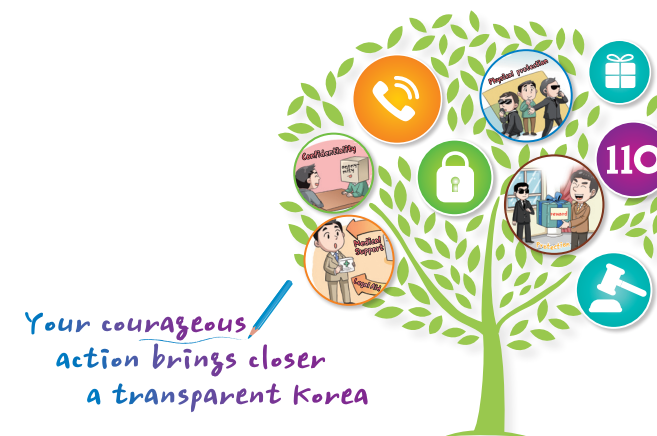 Physical protection
Confidentiality
110
reward
Medical
Support
Legal Aid
Your courageous
action brings closer
a transparent Korea